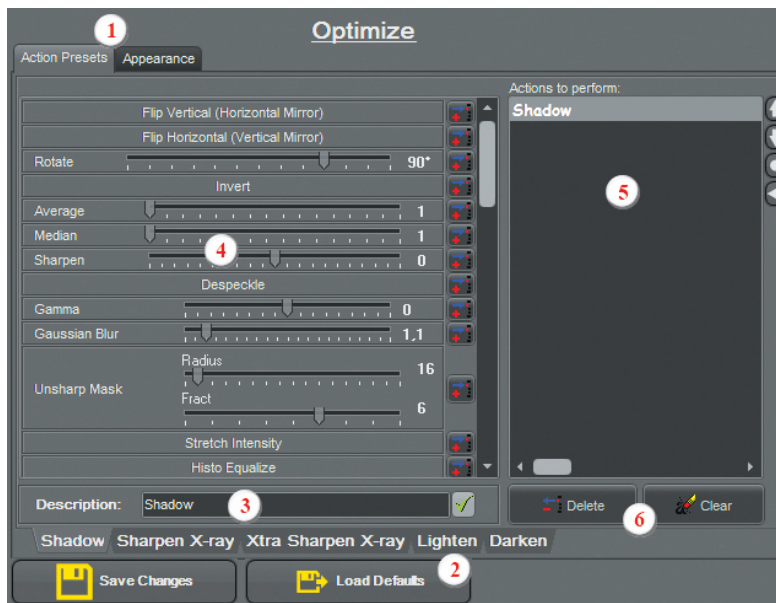 1
Optimize
Action Presets Appearance
Actions to perform:
Flip Vertical (Horizontal Mirror)
Shadow
Flip Horizontal (Vertical Mirror)
Rotate 90°
Invert
5
Average 1
Median 1
4
Sharpen 0
Despeckle
Gamma 0
Gaussian Blur 1,1
Radius
16
Unsharp Mask
Fract
6
Stretch Intensity
Histo Equalize
Description: Shadow 3
Delete 6 Clear
Shadow Sharpen X-ray Xtra Sharpen X-ray Lighten Darken
2
Save Changes Load Defaults